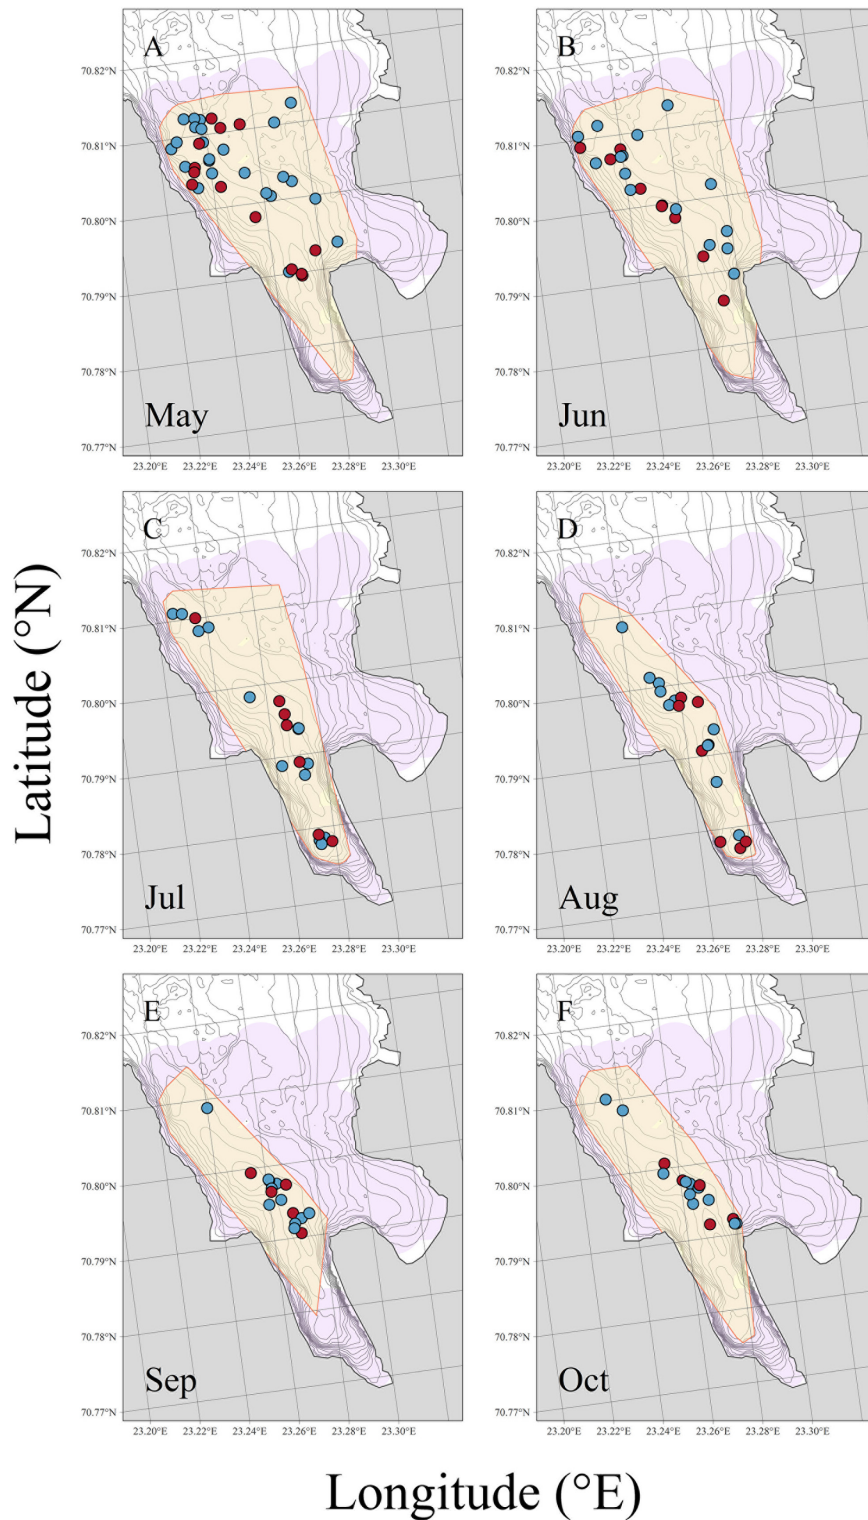 A
B
70.82°N
70.81°N
70.80°N
70.79°N
70.78°N
70.77°N
May
23.20°E
23.22°E
23.24°E
23.26°E
23.28°E
23.30°E
70.82°N
70.81°N
70.80°N
70.79°N
70.78°N
70.77°N
Jun
23.20°E
23.22°E
23.24°E
23.26°E
23.28°E
23.30°E
C
D
70.82°N
70.81°N
70.80°N
70.79°N
70.78°N
70.77°N
Jul
23.20°E
23.22°E
23.24°E
23.26°E
23.28°E
23.30°E
70.82°N
70.81°N
70.80°N
70.79°N
70.78°N
70.77°N
Aug
23.20°E
23.22°E
23.24°E
23.26°E
23.28°E
23.30°E
E
F
70.82°N
70.81°N
70.80°N
70.79°N
70.78°N
70.77°N
Sep
23.20°E
23.22°E
23.24°E
23.26°E
23.28°E
23.30°E
70.82°N
70.81°N
70.80°N
70.79°N
70.78°N
70.77°N
Oct
23.20°E
23.22°E
23.24°E
23.26°E
23.28°E
23.30°E
Latitude (°N)
Longitude (°E)